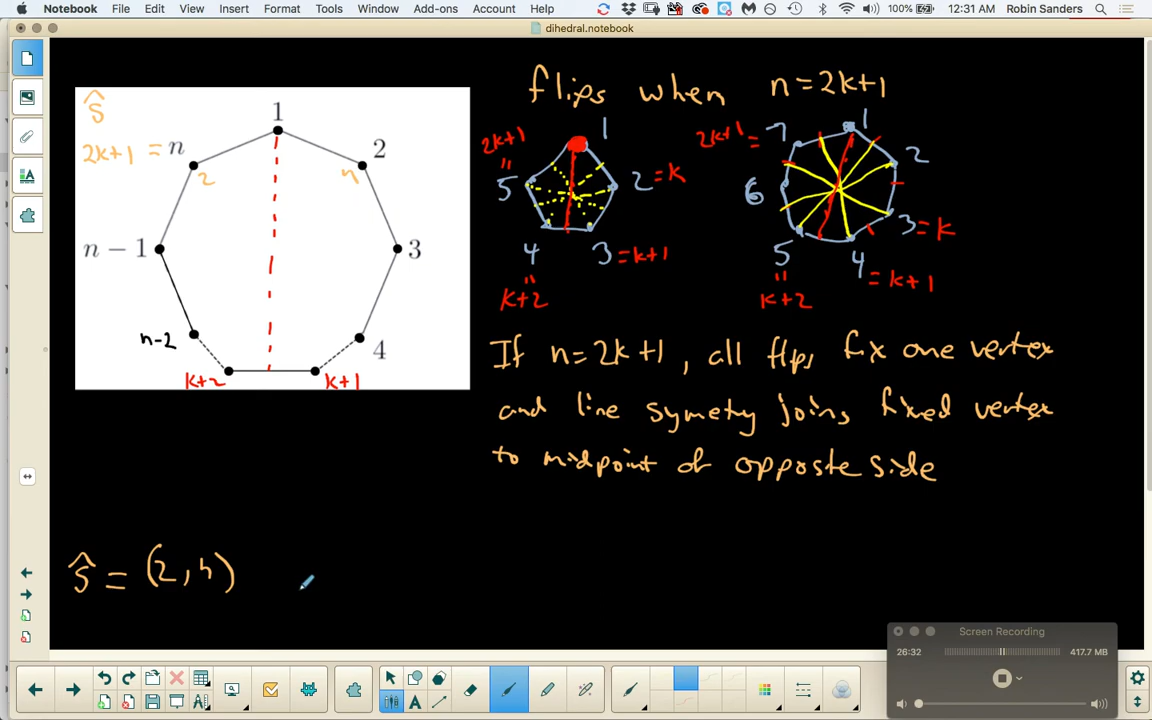 Notebook File Edit View Insert Format Tools Window Add-ons Account Help 100% 12:31 AM Robin Sanders
dihedral.notebook
flips when n=2k+1
ŝ
2k+1 = n
2
1
2
n
n − 1
3
n-2
4
k+2
k+1
2k+1
=
5
1
2 = k
4
3 = k+1
=
k+2
2k+1 =
7
1
2
6
3 = k
5
4
= k+1
=
k+2
If n=2k+1, all flips fix one vertex
and line symetry joins fixed vertex
to midpoint of opposte side
ŝ = (2,n)
Screen Recording
26:32 417.7 MB
A